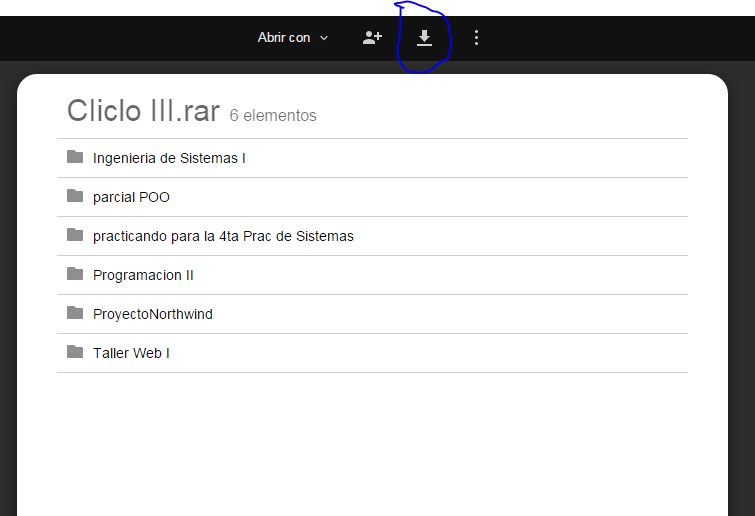 Abrir con
Cliclo III.rar 6 elementos
Ingenieria de Sistemas I
parcial POO
practicando para la 4ta Prac de Sistemas
Programacion II
ProyectoNorthwind
Taller Web I